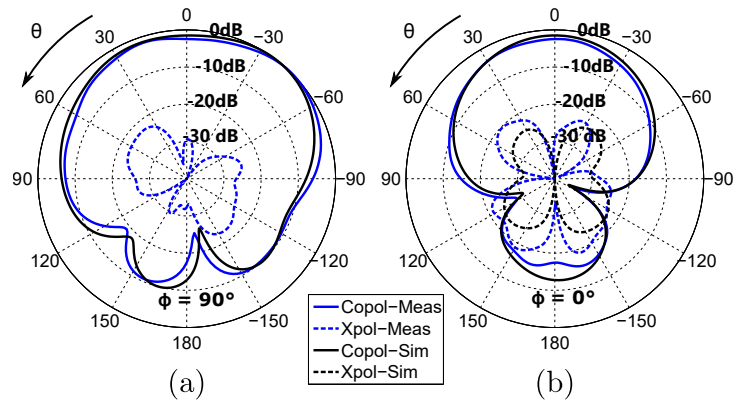 θ
0
0dB
30
−30
-10dB
60
−60
-20dB
-30 dB
90
−90
120
−120
ϕ = 90°
150
−150
180
(a)
θ
0
0dB
30
−30
-10dB
60
−60
-20dB
-30dB
90
−90
120
−120
ϕ = 0°
150
−150
180
(b)
Copol−Meas
Xpol−Meas
Copol−Sim
Xpol−Sim